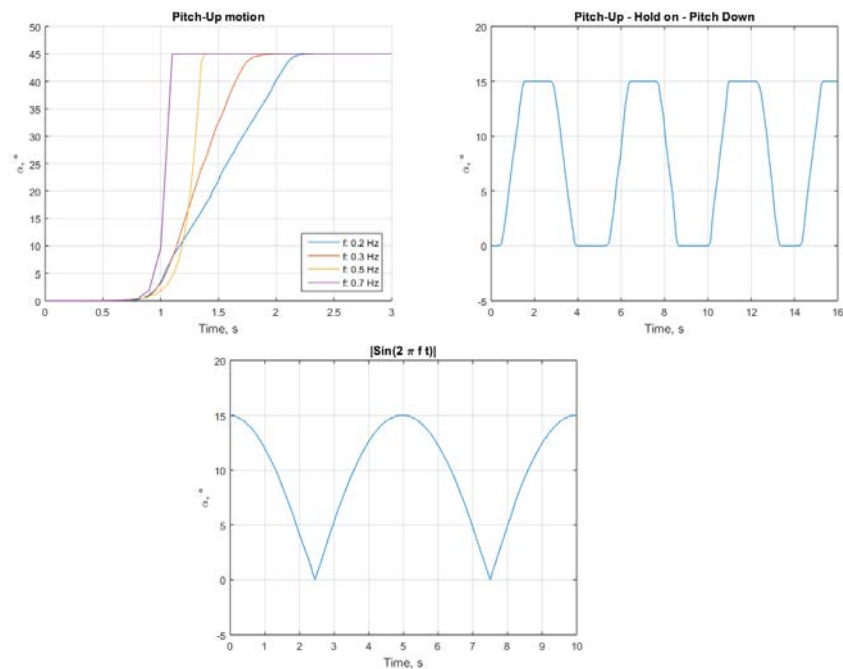 Pitch-Up motion
50
45
40
35
30
25
20
15
10
5
0
α, °
0 0.5 1 1.5 2 2.5 3
Time, s
f: 0.2 Hz
f: 0.3 Hz
f: 0.5 Hz
f: 0.7 Hz
Pitch-Up - Hold on - Pitch Down
20
15
10
5
0
-5
α, °
0 2 4 6 8 10 12 14 16
Time, s
|Sin(2 π f t)|
20
15
10
5
0
-5
α, °
0 1 2 3 4 5 6 7 8 9 10
Time, s